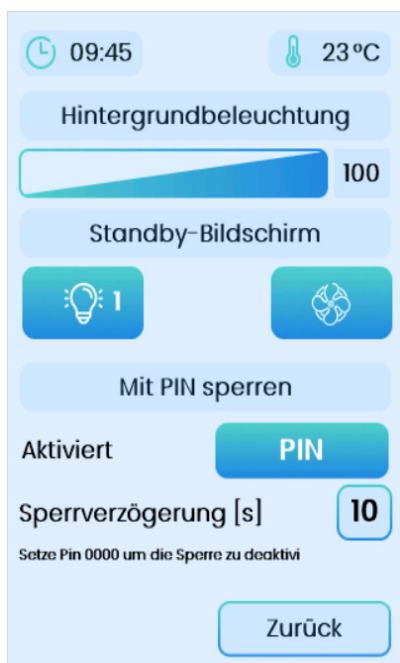 09:45 23°C
Hintergrundbeleuchtung
100
Standby-Bildschirm
1
Mit PIN sperren
Aktiviert PIN
Sperrverzögerung [s] 10
Setze Pin 0000 um die Sperre zu deaktivi
Zurück